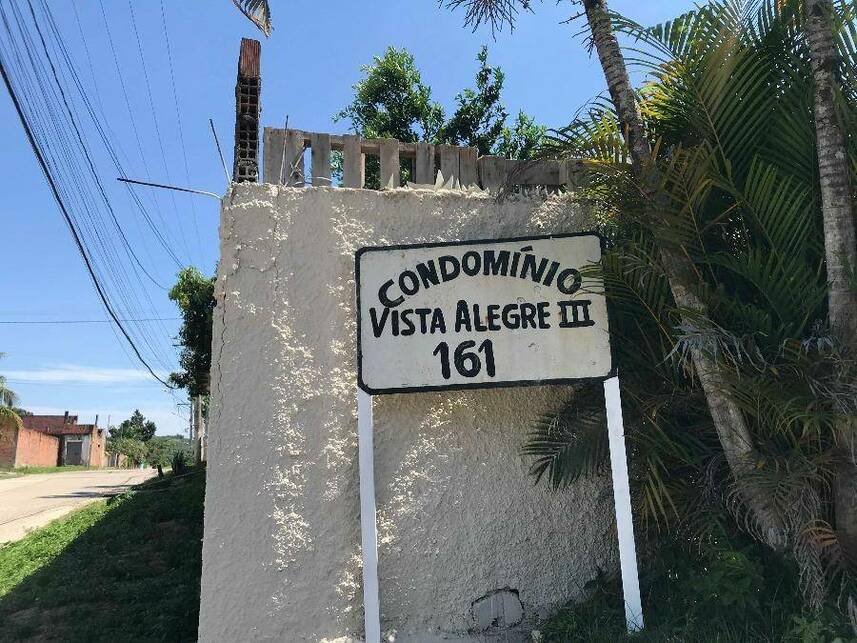 CONDOMÍNIO
VISTA ALEGRE III
161